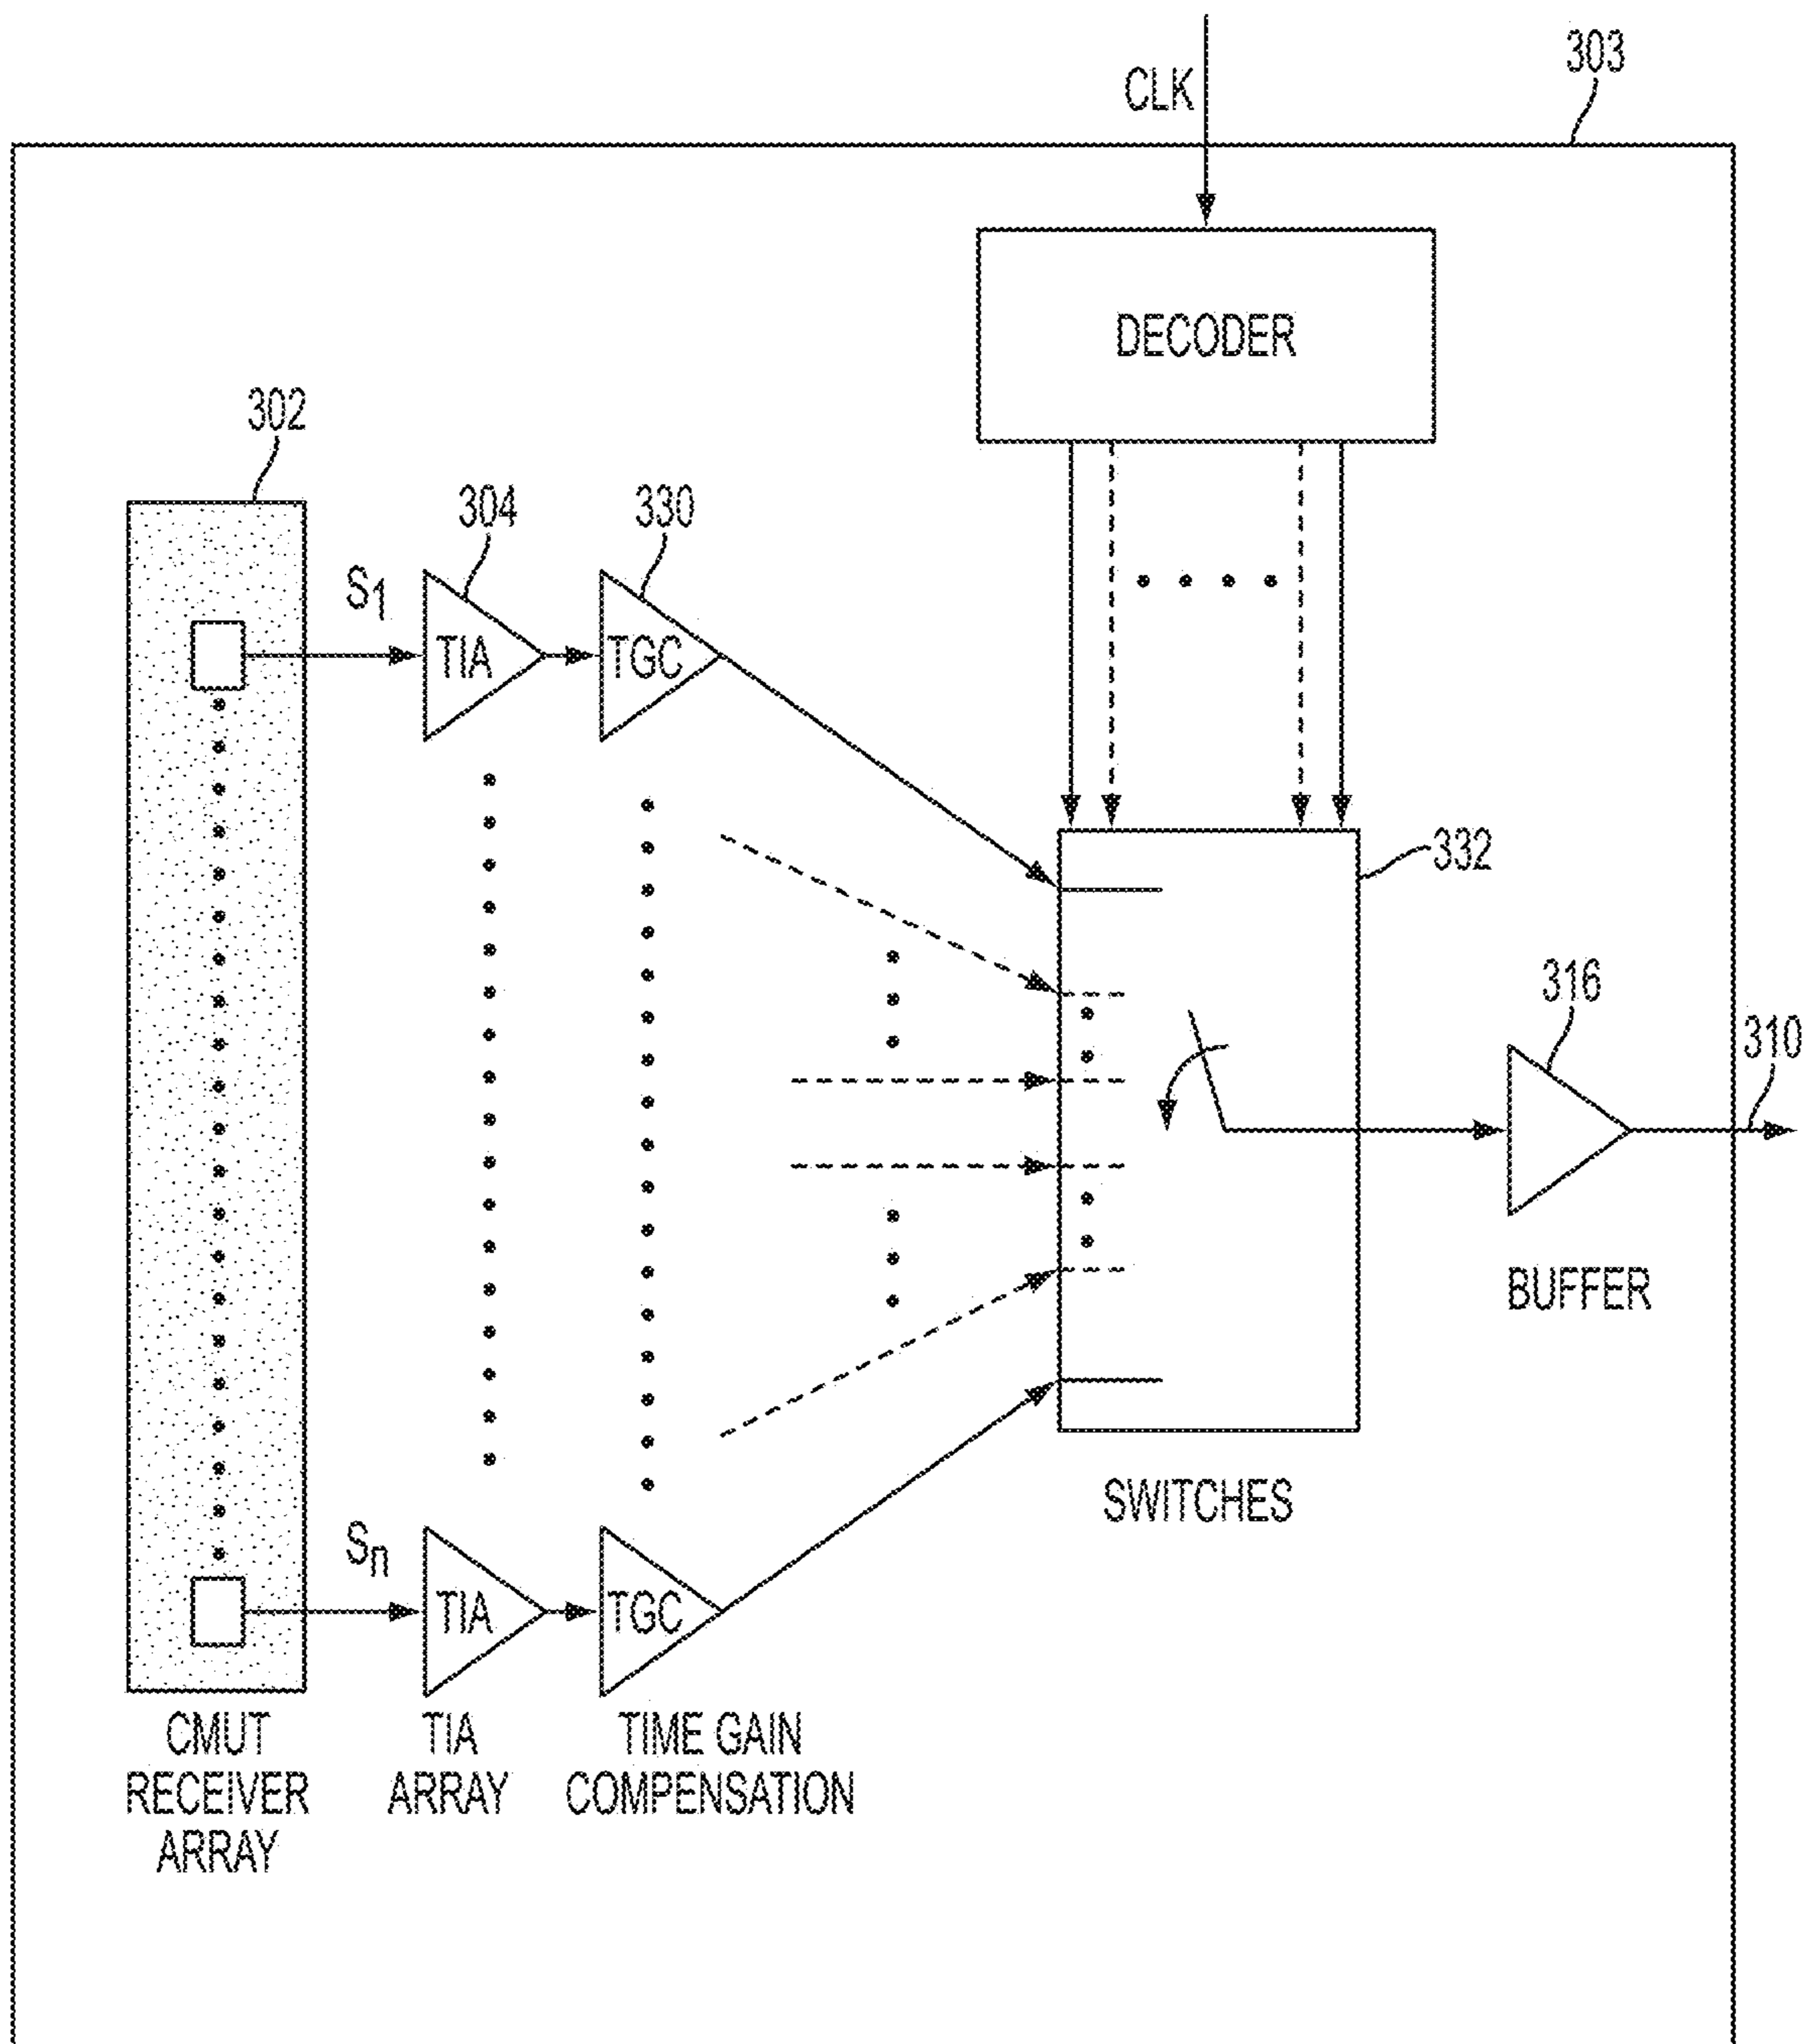 303
CLK
DECODER
302
304
330
S1
TIA
TGC
332
316
310
BUFFER
SWITCHES
Sn
TIA
TGC
CMUT
RECEIVER
ARRAY
TIA
ARRAY
TIME GAIN
COMPENSATION